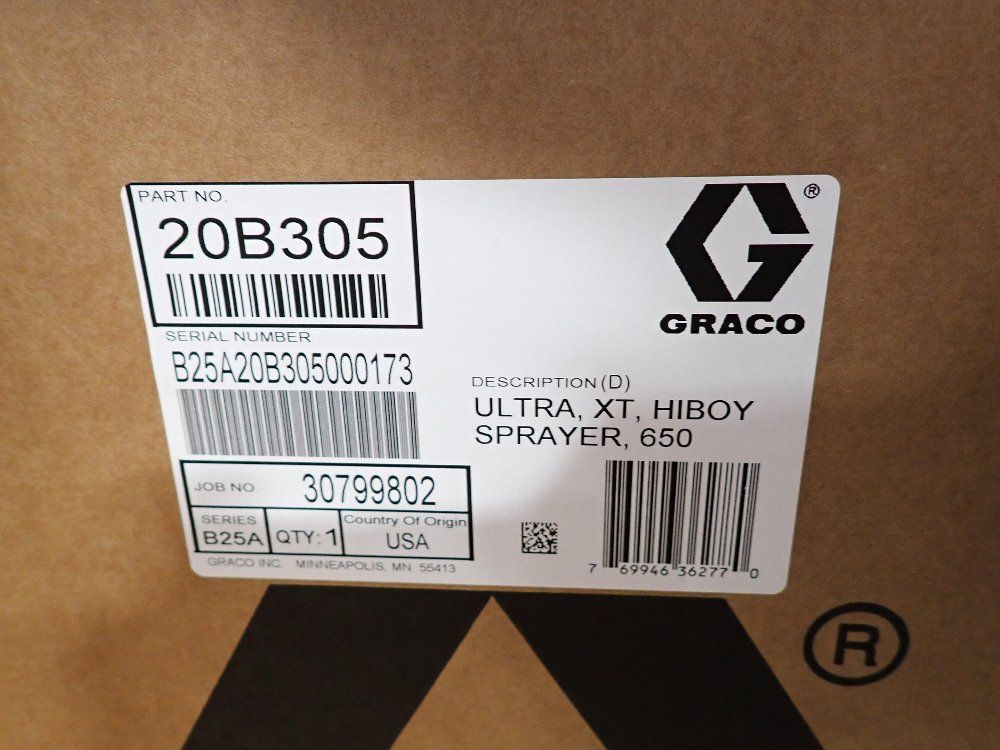 PART NO.
20B305
SERIAL NUMBER
B25A20B305000173
JOB NO. 30799802
SERIES
B25A
QTY: 1
Country Of Origin
USA
GRACO INC. MINNEAPOLIS, MN 55413
®
GRACO
DESCRIPTION (D)
ULTRA, XT, HIBOY
SPRAYER, 650
7 69946 36277 0
®